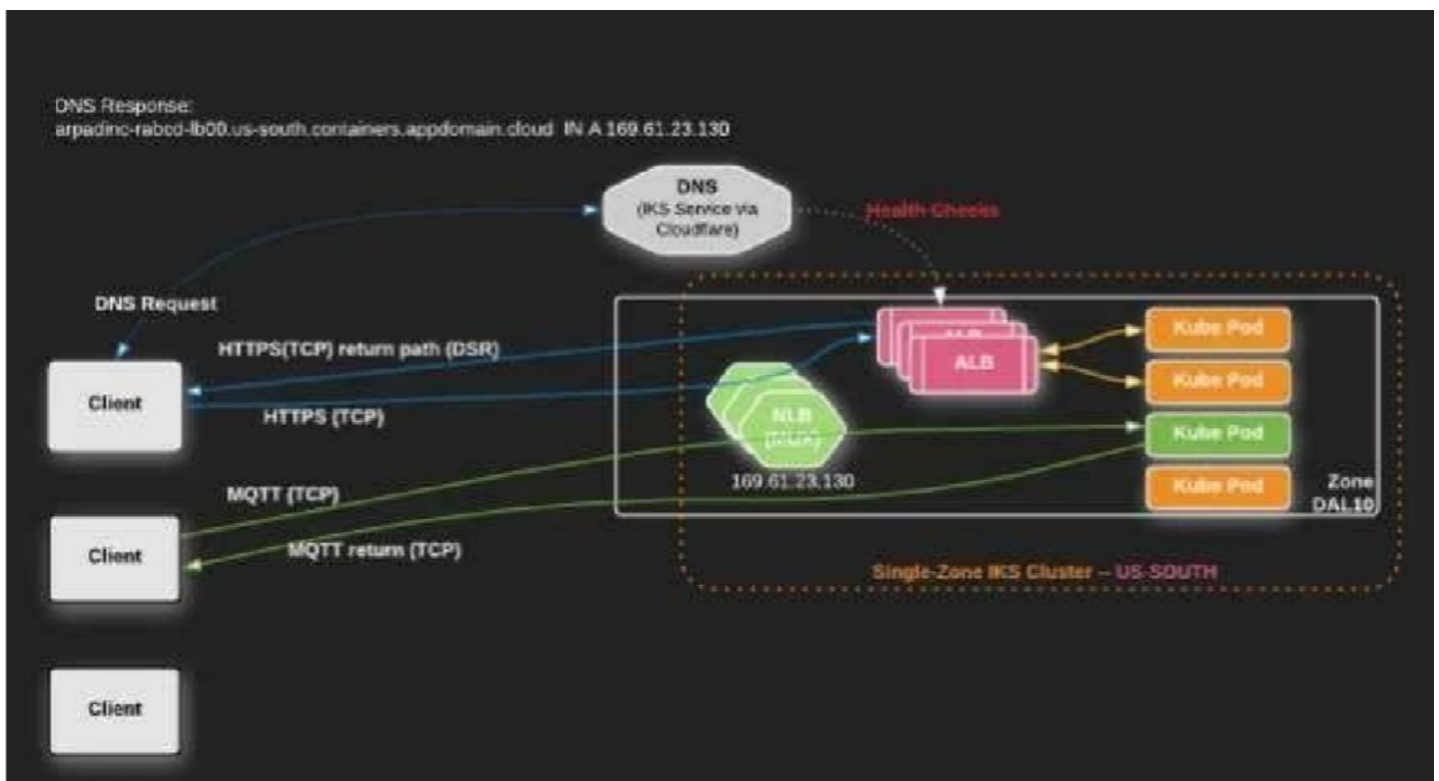 DNS Response:
arpadinc-rabcd-lb00.us-south.containers.appdomain.cloud IN A 169.61.23.130
DNS
(IKS Service via
Cloudflare)
Health Checks
DNS Request
HTTPS(TCP) return path (DSR)
HTTPS (TCP)
Client
ALB
ALB
Kube Pod
Kube Pod
Kube Pod
Kube Pod
NLB
169.61.23.130
Zone
DAL10
MQTT (TCP)
MQTT return (TCP)
Client
Single-Zone IKS Cluster – US-SOUTH
Client